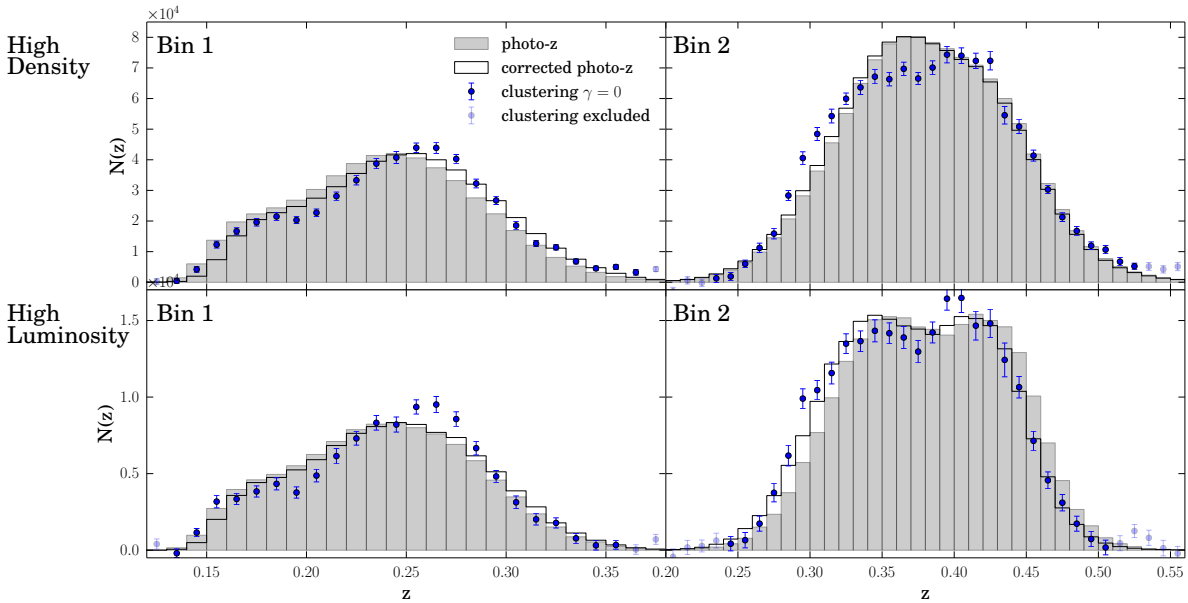 ×10⁴
High
Density
Bin 1
Bin 2
photo-z
corrected photo-z
clustering γ = 0
clustering excluded
N(z)
8
7
6
5
4
3
2
1
0
×10⁴
High
Luminosity
Bin 1
Bin 2
N(z)
1.5
1.0
0.5
0.0
0.15 0.20 0.25 0.30 0.35 0.20 0.25 0.30 0.35 0.40 0.45 0.50 0.55
z z